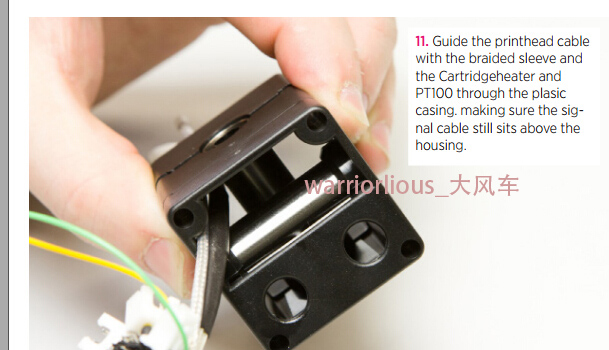 11. Guide the printhead cable
with the braided sleeve and
the Cartridgeheater and
PT100 through the plasic
casing. making sure the sig-
nal cable still sits above the
housing.
warriorlious_大风车